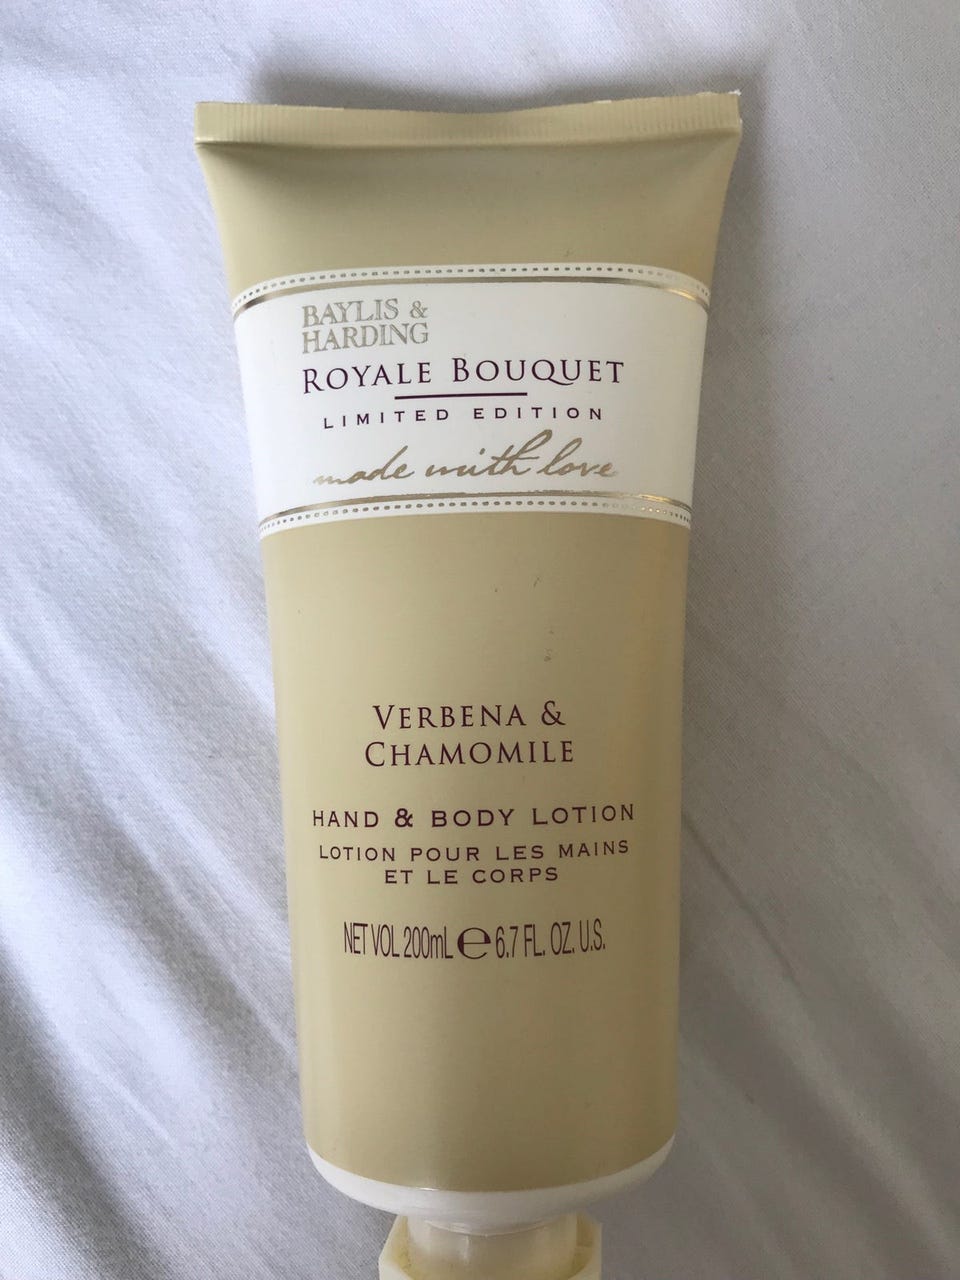 BAYLIS &
HARDING
ROYALE BOUQUET
LIMITED EDITION
made with love
VERBENA &
CHAMOMILE
HAND & BODY LOTION
LOTION POUR LES MAINS
ET LE CORPS
NET VOL 200mL ℮ 6.7 FL. OZ. U.S.